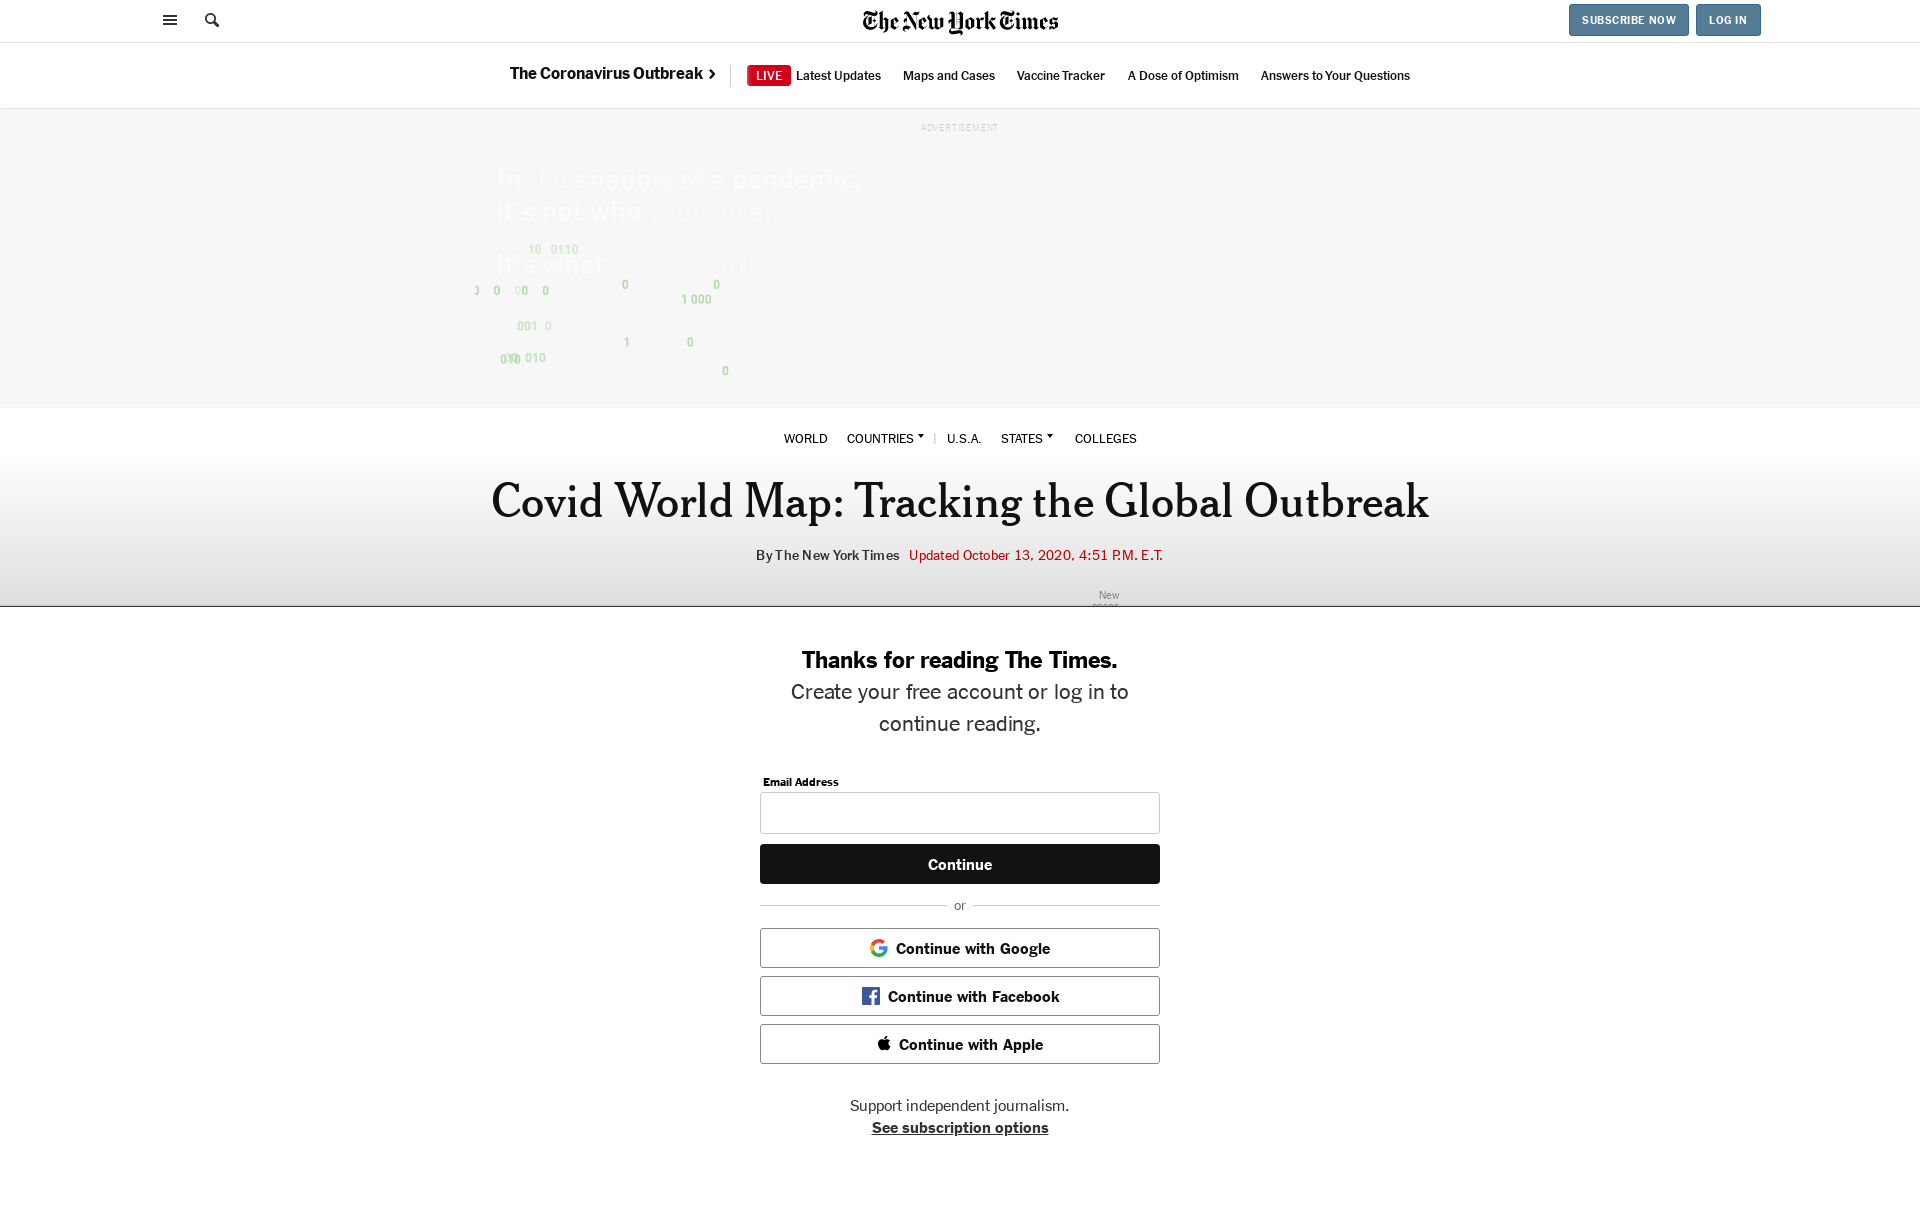 The New York Times
SUBSCRIBE NOW
LOG IN
The Coronavirus Outbreak
LIVE Latest Updates
Maps and Cases
Vaccine Tracker
A Dose of Optimism
Answers to Your Questions
ADVERTISEMENT
In the shadow of a pandemic,
it's not who you were,
It's what
10 0110
0 0 0 0
0 0
1 000
001 0
1 0
010
0
WORLD COUNTRIES | U.S.A. STATES COLLEGES
Covid World Map: Tracking the Global Outbreak
By The New York Times Updated October 13, 2020, 4:51 P.M. E.T.
New
Thanks for reading The Times.
Create your free account or log in to
continue reading.
Email Address
Continue
or
Continue with Google
Continue with Facebook
Continue with Apple
Support independent journalism.
See subscription options